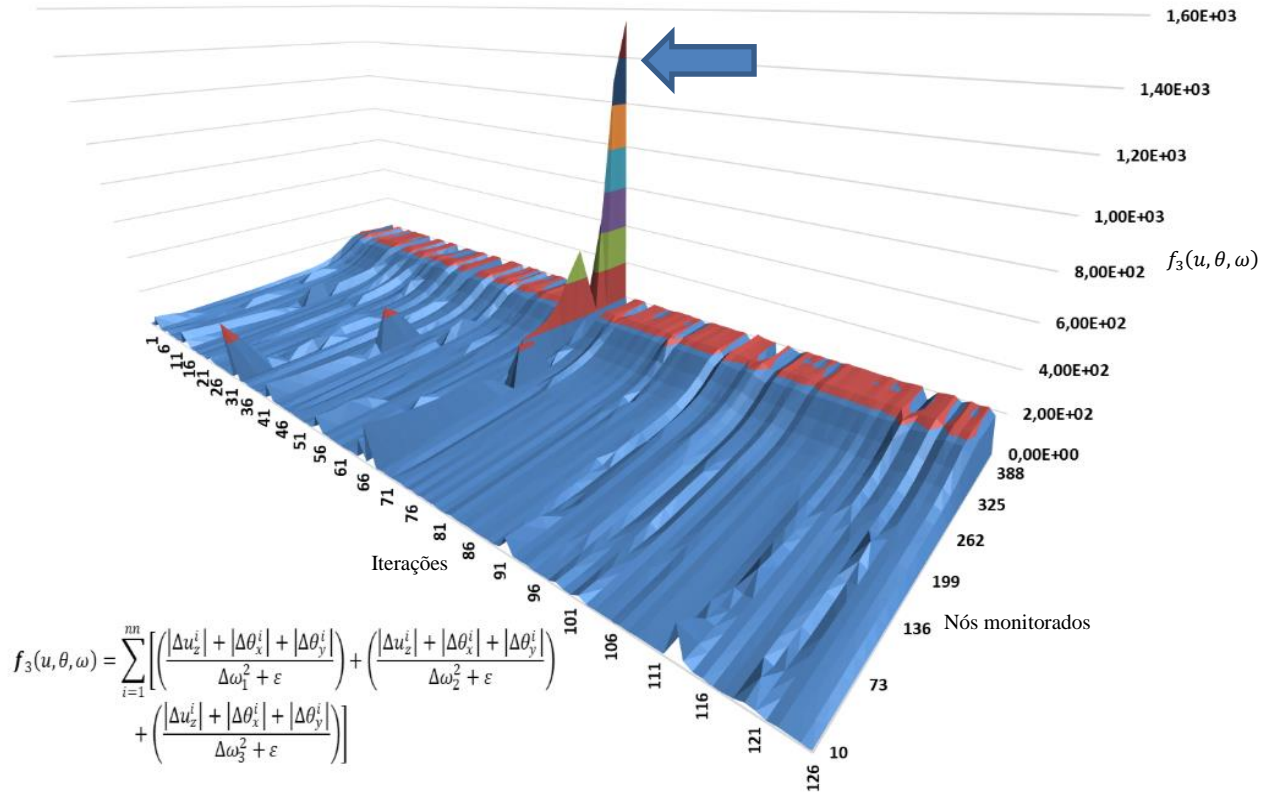 1,60E+03
1,40E+03
1,20E+03
1,00E+03
8,00E+02
f₃(u, θ, ω)
6,00E+02
4,00E+02
2,00E+02
0,00E+00
1
6
11
16
21
26
31
36
41
46
51
56
61
66
71
76
81
86
91
96
101
106
111
116
121
126
Iterações
388
325
262
199
136
73
10
Nós monitorados
f₃(u, θ, ω) = ∑_{i=1}^{nn} [ ( (|Δu_z^i| + |Δθ_x^i| + |Δθ_y^i|) / (Δω_1^2 + ε) ) + ( (|Δu_z^i| + |Δθ_x^i| + |Δθ_y^i|) / (Δω_2^2 + ε) )
+ ( (|Δu_z^i| + |Δθ_x^i| + |Δθ_y^i|) / (Δω_3^2 + ε) ) ]